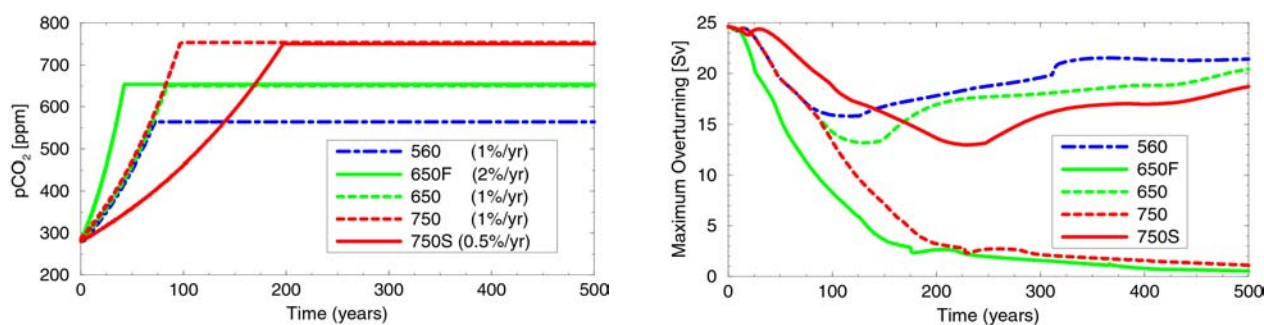 800
700
600
500
400
300
200
pCO2 [ppm]
560 (1%/yr)
650F (2%/yr)
650 (1%/yr)
750 (1%/yr)
750S (0.5%/yr)
0 100 200 300 400 500
Time (years)
25
20
15
10
5
0
Maximum Overturning [Sv]
560
650F
650
750
750S
0 100 200 300 400 500
Time (years)